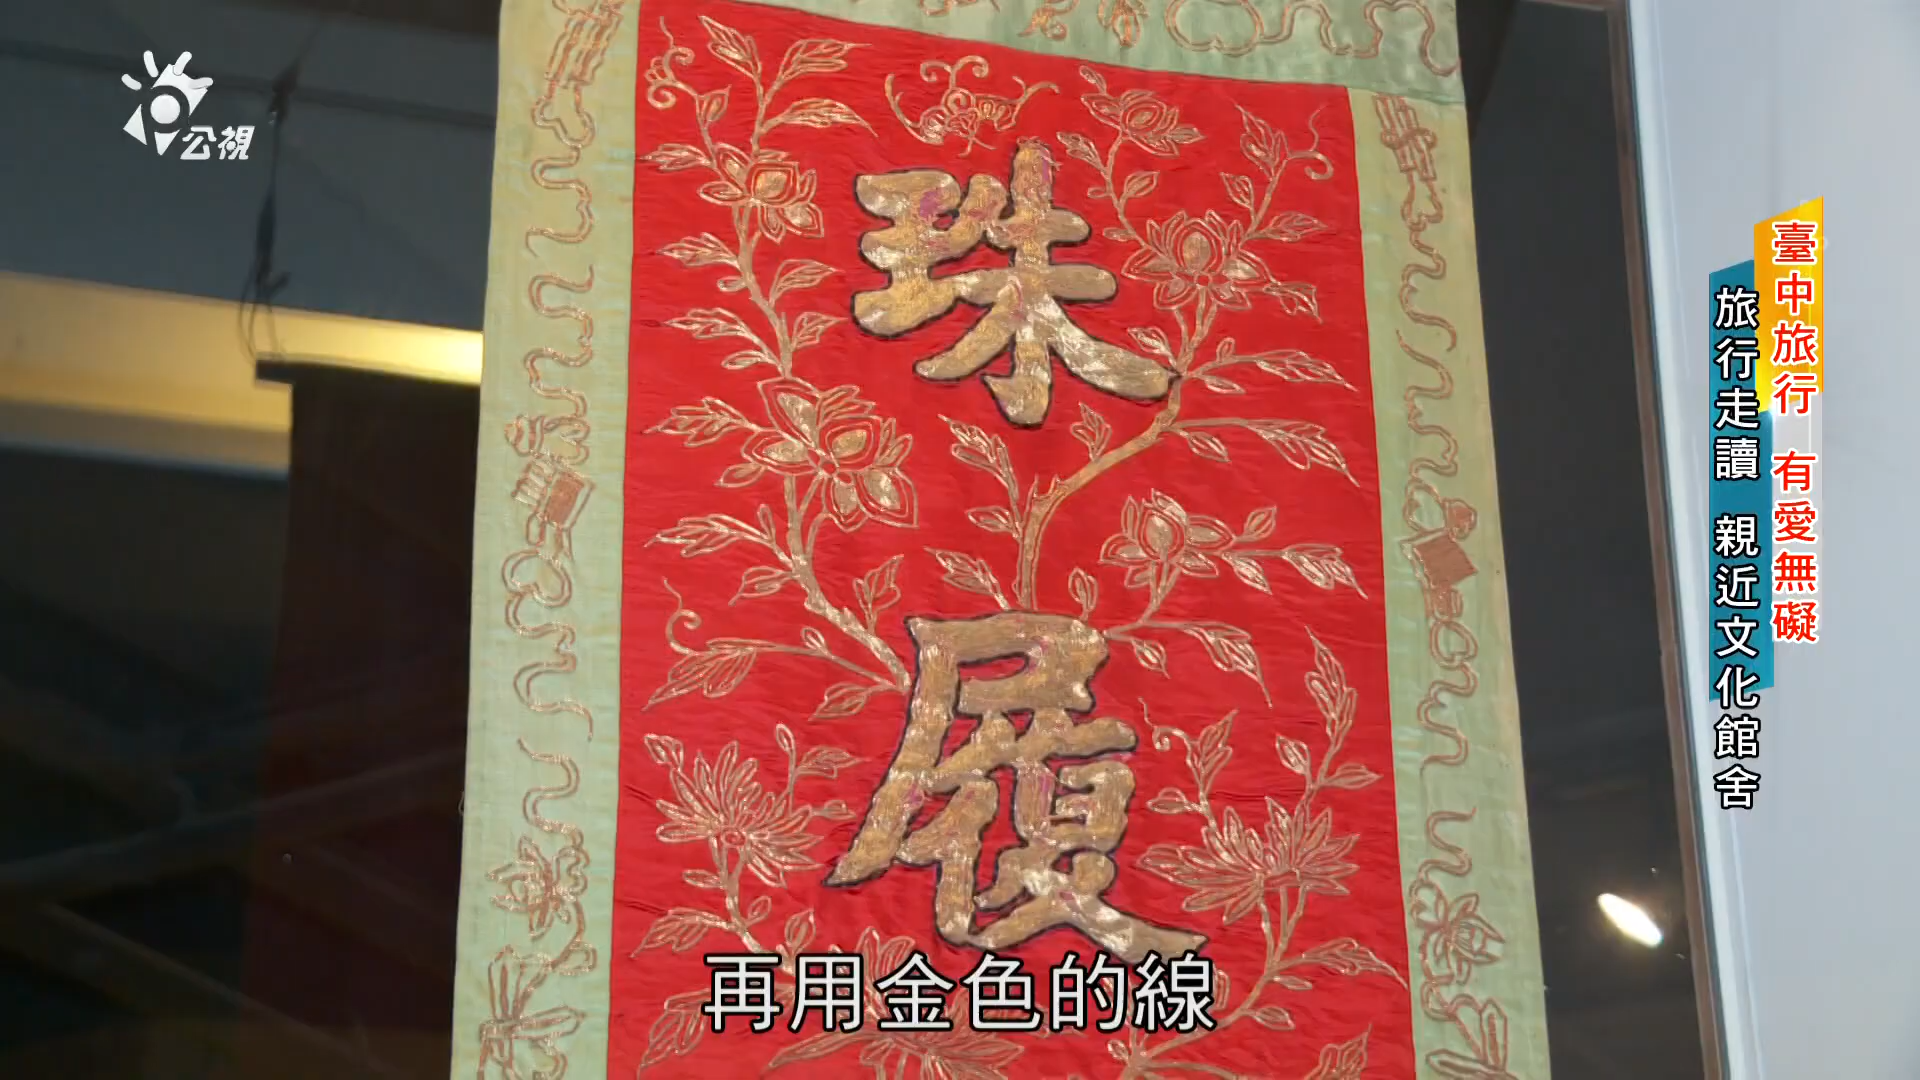 公視
珠
履
臺中旅行 有愛無礙
旅行走讀 親近文化館舍
再用金色的線